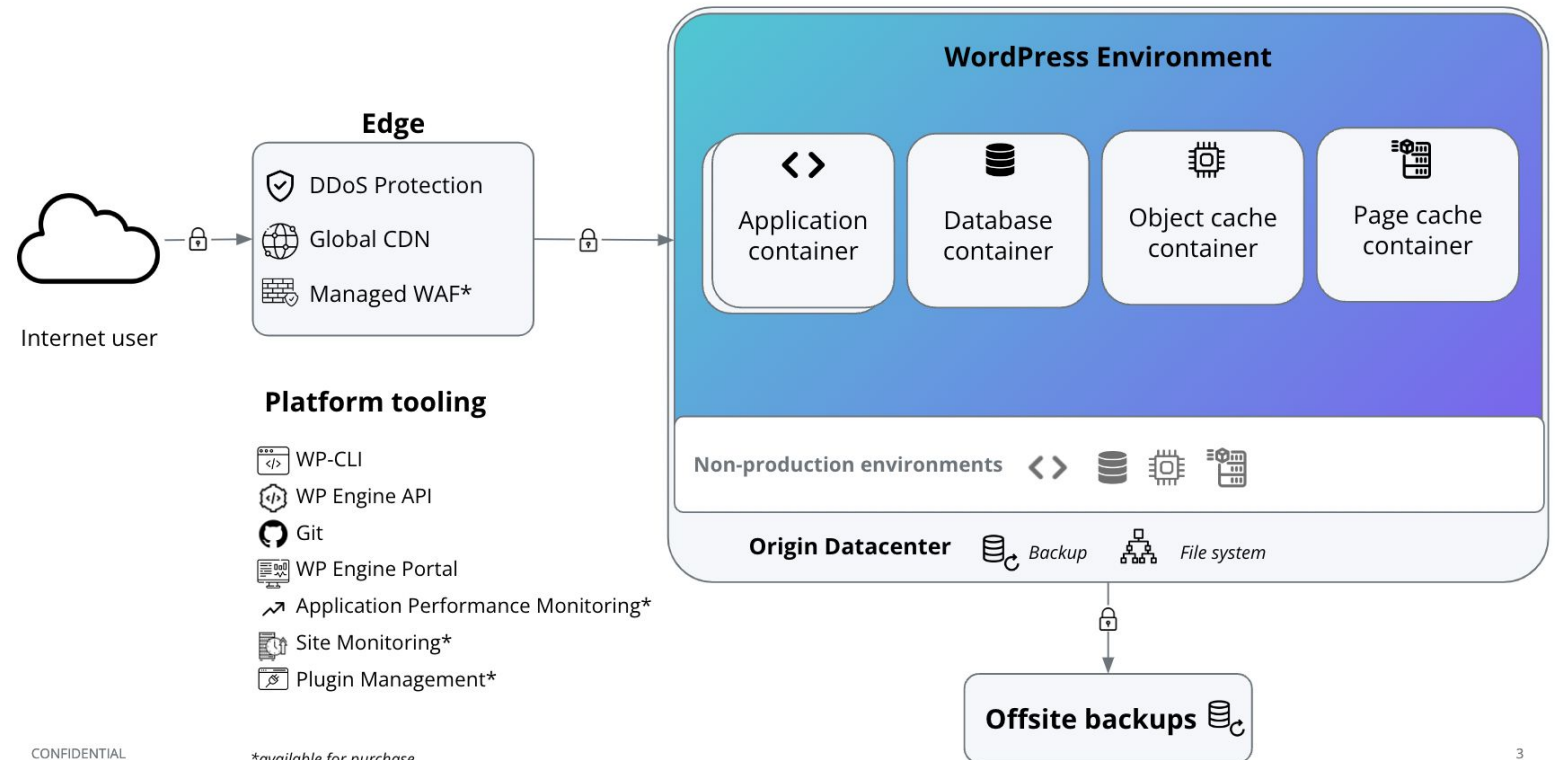 WordPress Environment
Edge
DDoS Protection
Global CDN
Managed WAF*
Internet user
Application
container
Database
container
Object cache
container
Page cache
container
Platform tooling
WP-CLI
WP Engine API
Git
WP Engine Portal
Application Performance Monitoring*
Site Monitoring*
Plugin Management*
Non-production environments
Origin Datacenter
Backup
File system
Offsite backups
CONFIDENTIAL
*available for purchase
3